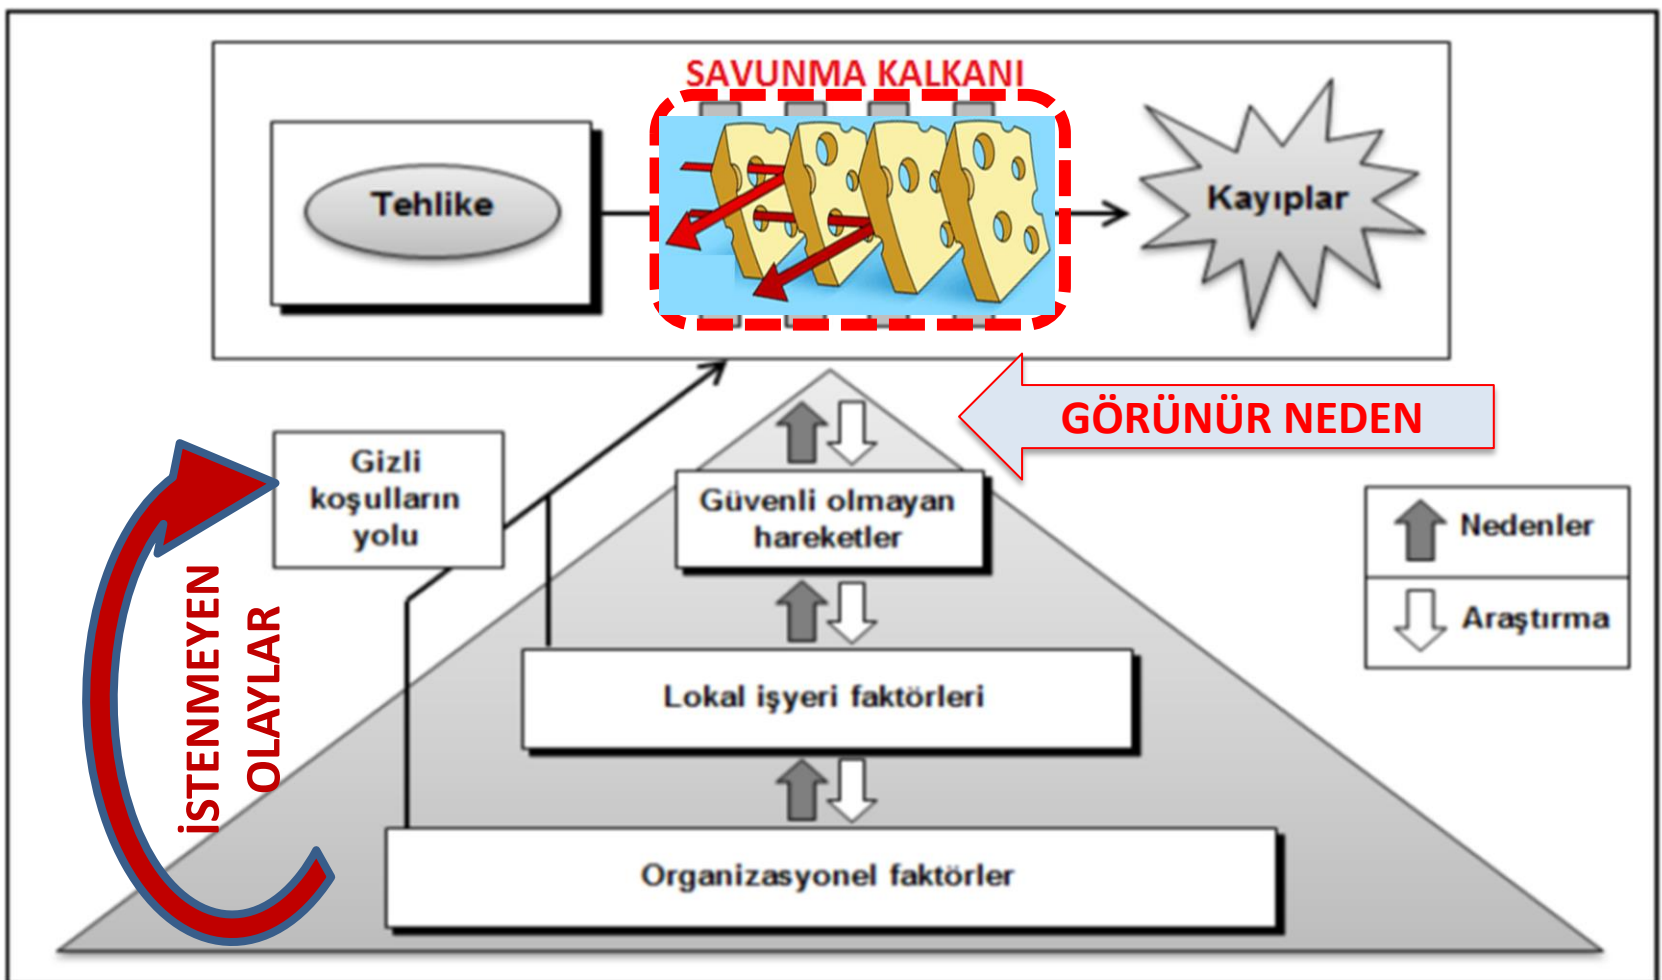 SAVUNMA KALKANI
Tehlike
Kayıplar
GÖRÜNÜR NEDEN
Gizli
koşulların
yolu
Güvenli olmayan
hareketler
Nedenler
Araştırma
İSTENMEYEN
OLAYLAR
Lokal işyeri faktörleri
Organizasyonel faktörler